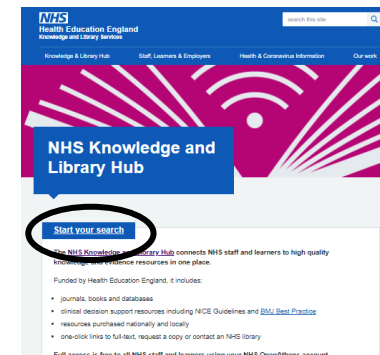 NHS
Health Education England
Knowledge and Library Services
search this site
Knowledge & Library Hub
Staff, Learners & Employers
Health & Coronavirus Information
Our work
NHS Knowledge and
Library Hub
Start your search
The NHS Knowledge and Library Hub connects NHS staff and learners to high quality
knowledge and evidence resources in one place.
Funded by Health Education England, it includes:
• journals, books and databases
• clinical decision support resources including NICE Guidelines and BMJ Best Practice
• resources purchased nationally and locally
• one-click links to full-text, request a copy or contact an NHS library
Full access is free to all NHS staff and learners using your NHS OpenAthens account